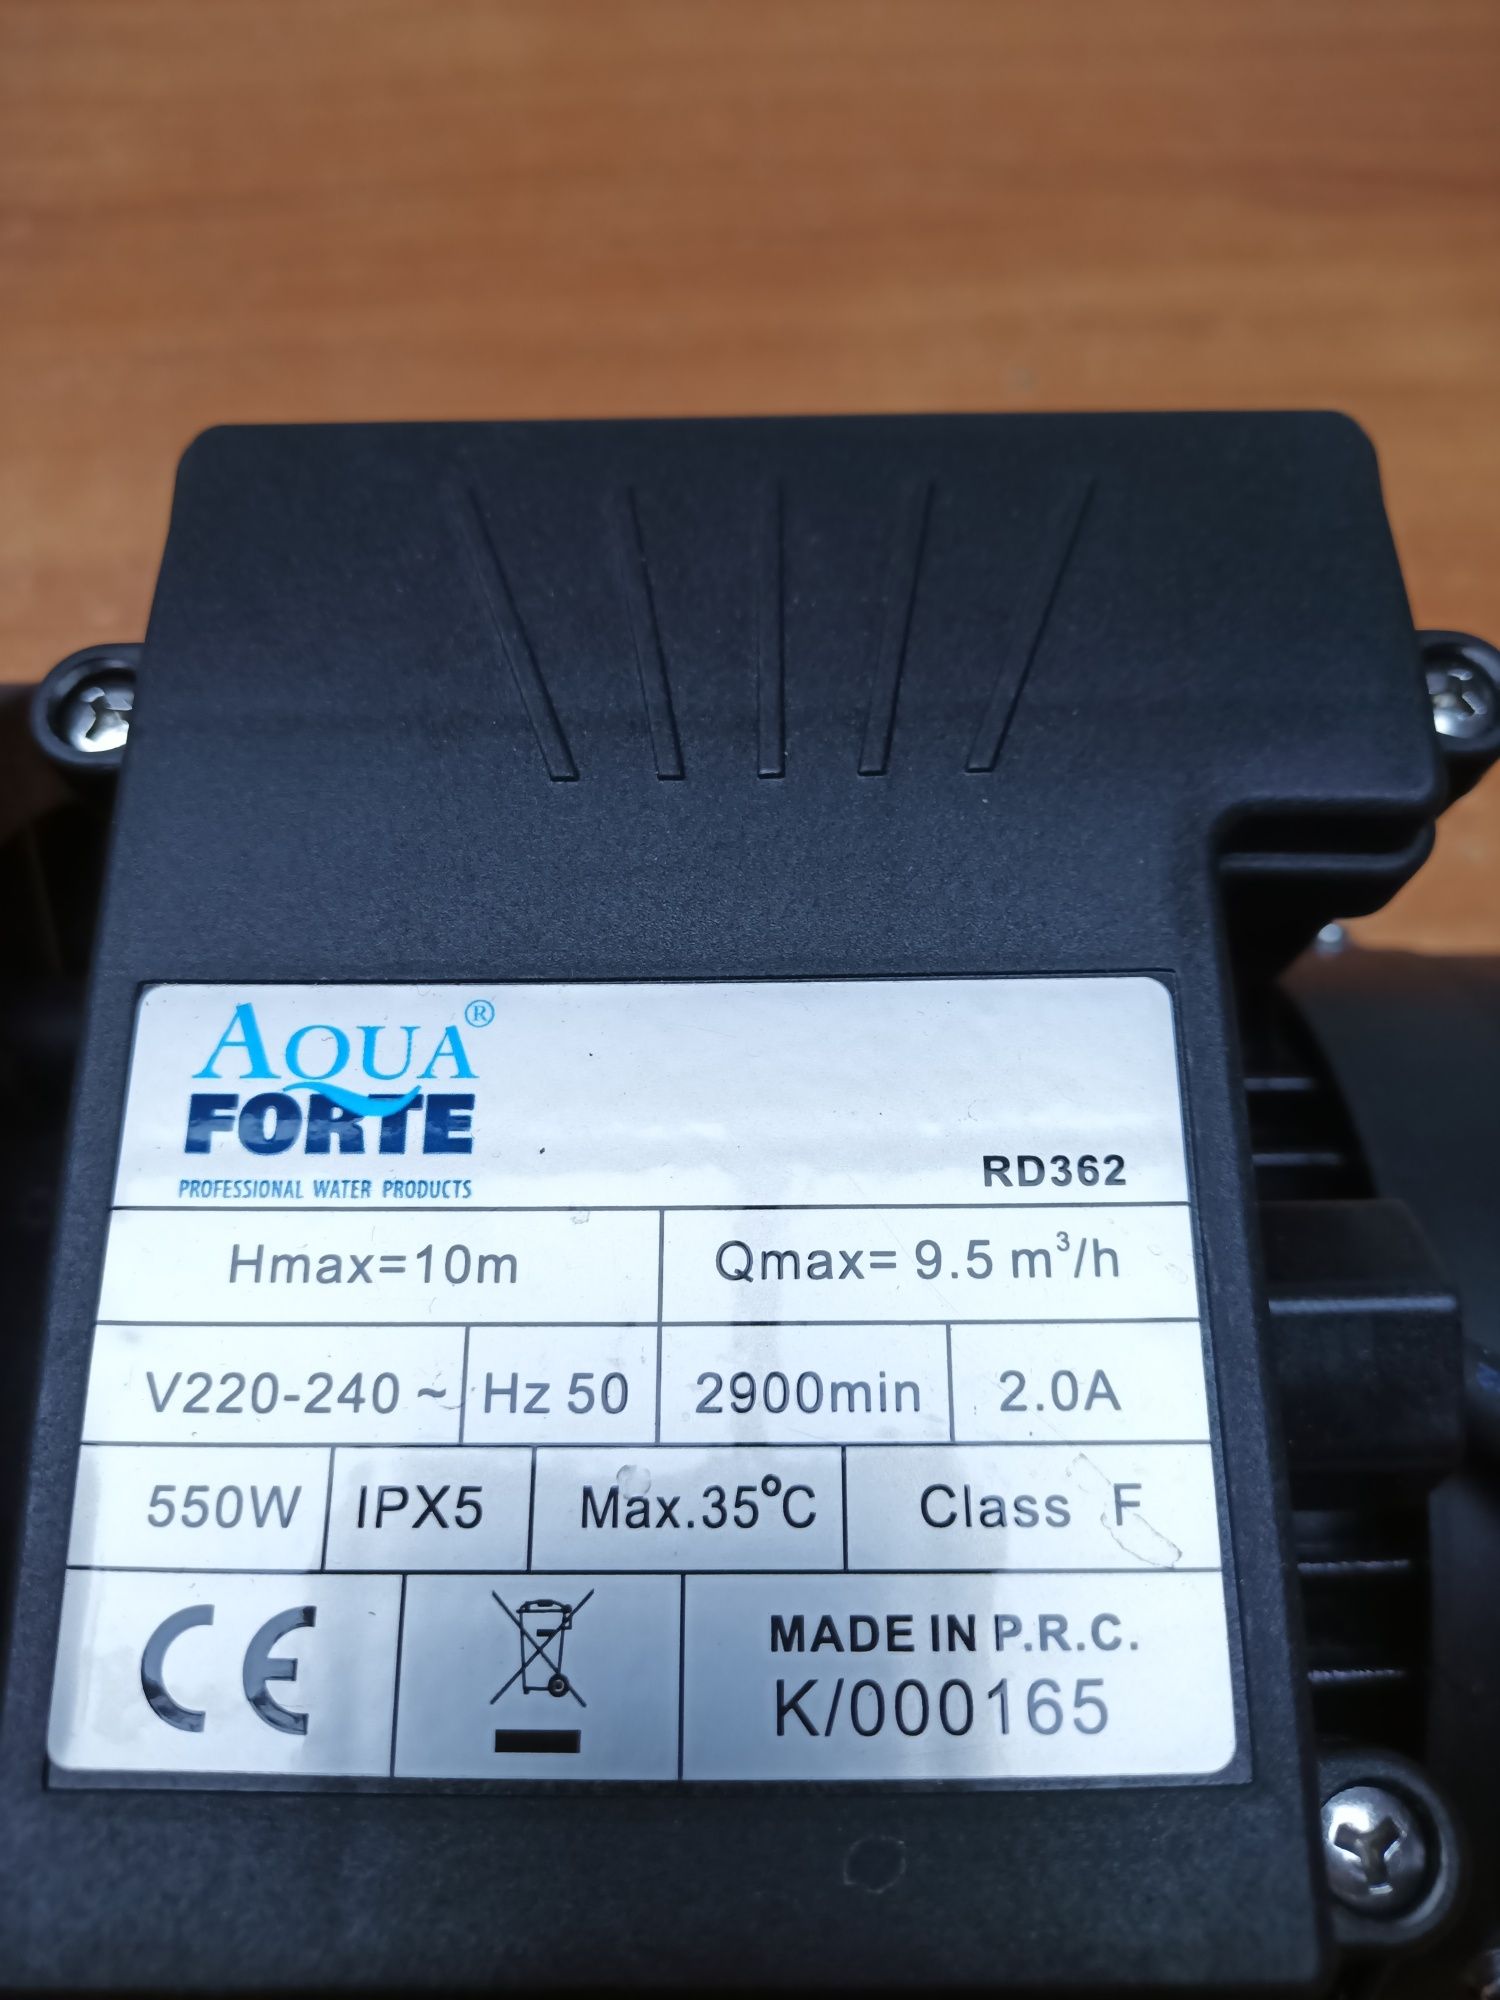 AQUA®
FORTE
PROFESSIONAL WATER PRODUCTS
RD362
Hmax=10m Qmax= 9.5 m³/h
V220-240 ~ Hz 50 2900min 2.0A
550W IPX5 Max.35°C Class F
CE MADE IN P.R.C.
K/000165